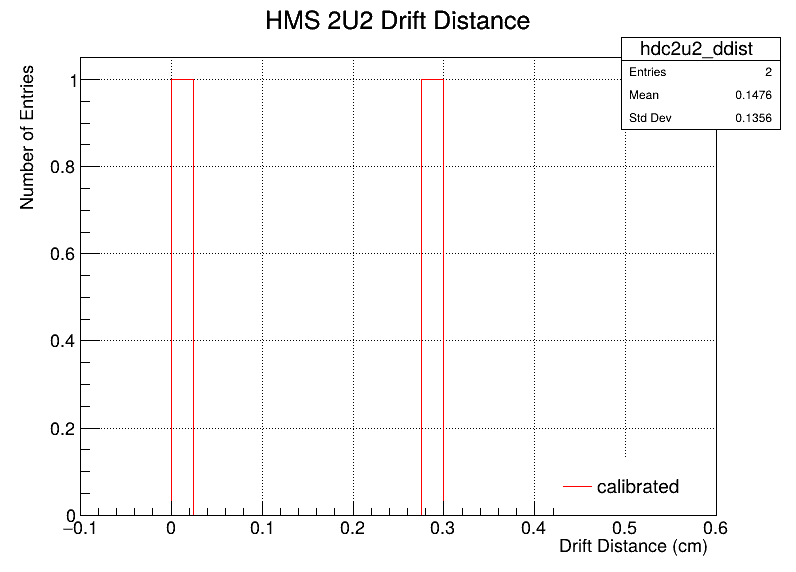 HMS 2U2 Drift Distance
hdc2u2_ddist
Entries 2
Mean 0.1476
Std Dev 0.1356
Number of Entries
1
0.8
0.6
0.4
0.2
0
calibrated
−0.1 0 0.1 0.2 0.3 0.4 0.5 0.6
Drift Distance (cm)